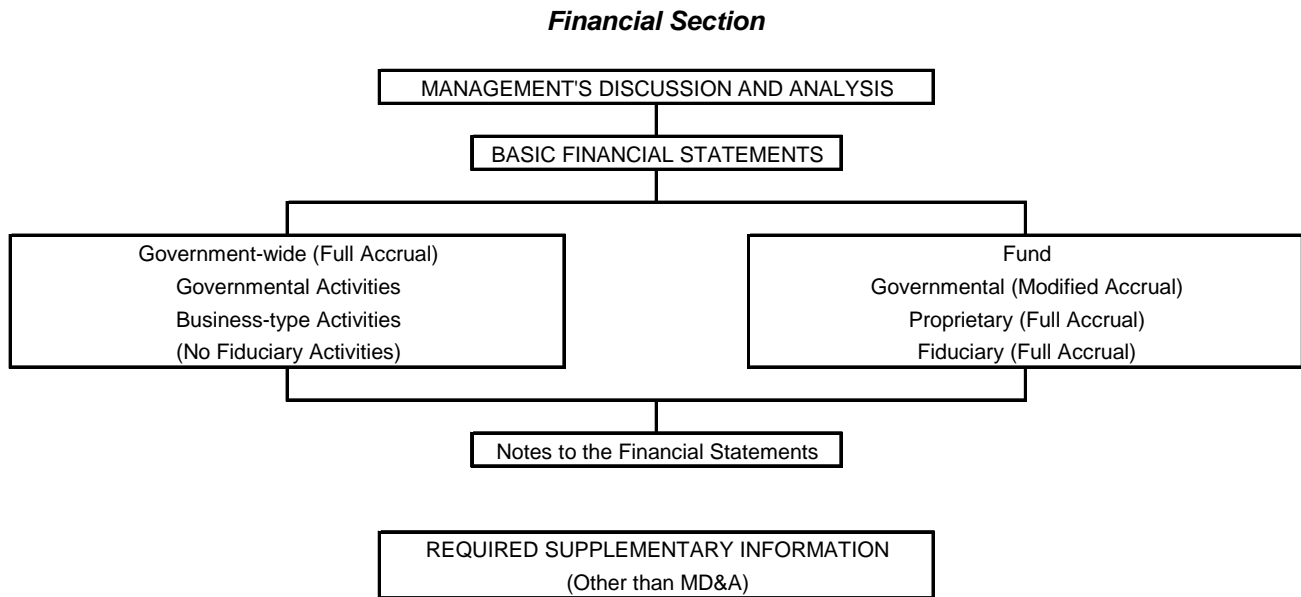 Financial Section
MANAGEMENT'S DISCUSSION AND ANALYSIS
BASIC FINANCIAL STATEMENTS
Government-wide (Full Accrual)
Governmental Activities
Business-type Activities
(No Fiduciary Activities)
Fund
Governmental (Modified Accrual)
Proprietary (Full Accrual)
Fiduciary (Full Accrual)
Notes to the Financial Statements
REQUIRED SUPPLEMENTARY INFORMATION
(Other than MD&A)